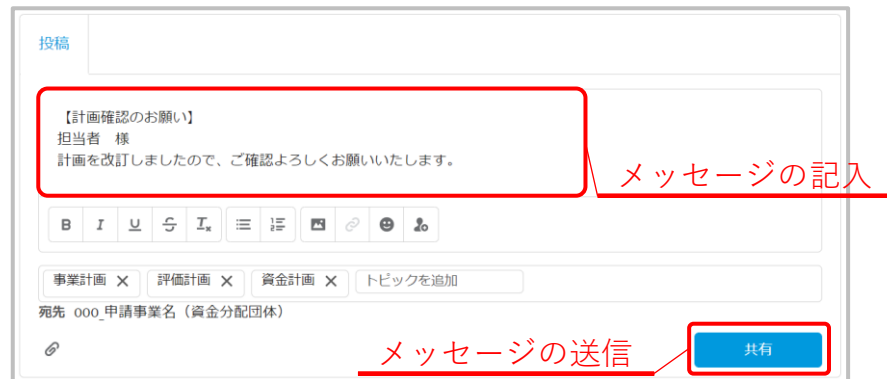 投稿
【計画確認のお願い】
担当者　様
計画を改訂しましたので、ご確認よろしくお願いいたします。
メッセージの記入
B I U S Tx
事業計画 × 評価計画 × 資金計画 × トピックを追加
宛先 000_申請事業名（資金分配団体）
メッセージの送信
共有